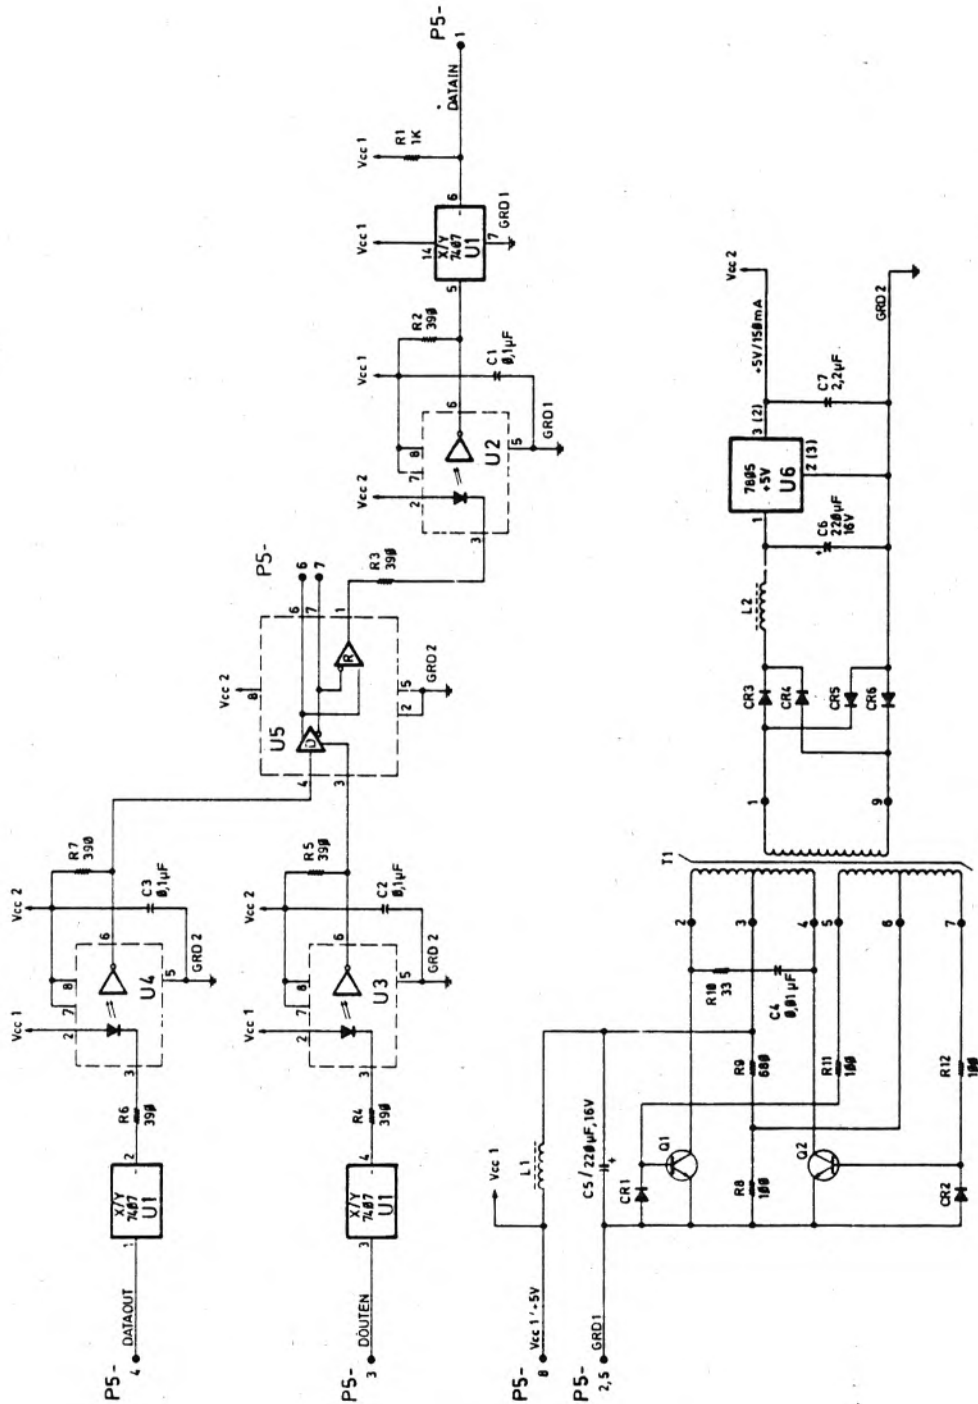 P5-
4
DATAOUT
1
X/Y
7407
U1
2
R6
390
3
Vcc 1
2
7
8
U4
6
5
GRD 2
Vcc 2
C3
0,1µF
R7
390
P5-
3
DOUTEN
3
X/Y
7407
U1
4
R4
390
3
Vcc 1
2
7
8
U3
6
5
GRD 2
Vcc 2
C2
0,1µF
R5
390
4
3
U5
D
R
Vcc 2
8
2
5
GRD 2
6
7
1
P5-
6
7
R3
390
3
Vcc 2
2
7
8
U2
6
5
GRD 1
Vcc 1
C1
0,1µF
R2
390
5
Vcc 1
14
X/Y
7407
U1
7
GRD 1
6
Vcc 1
R1
1K
DATAIN
P5-
1
P5-
8
Vcc 1'+5V
P5-
2,5
GRD1
Vcc 1
L1
C5/220µF,16V
+
CR1
Q1
R8
100
Q2
CR2
R9
680
R10
33
C4
0,01µF
R11
100
R12
100
2
3
4
5
6
7
T1
1
9
CR3
CR4
CR5
CR6
L2
+
C6
220µF
16V
1
7805
+5V
U6
2 (3)
3 (2)
C7
2,2µF
+5V/150mA
Vcc 2
GRD 2